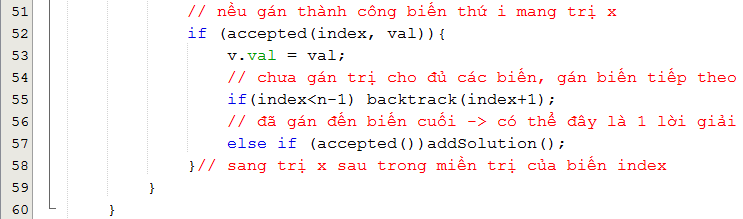 51 // nều gán thành công biến thứ i mang trị x
52 if (accepted(index, val)){
53 v.val = val;
54 // chưa gán trị cho đủ các biến, gán biến tiếp theo
55 if(index<n-1) backtrack(index+1);
56 // đã gán đến biến cuối -> có thể đây là 1 lời giải
57 else if (accepted())addSolution();
58 }// sang trị x sau trong miền trị của biến index
59 }
60 }